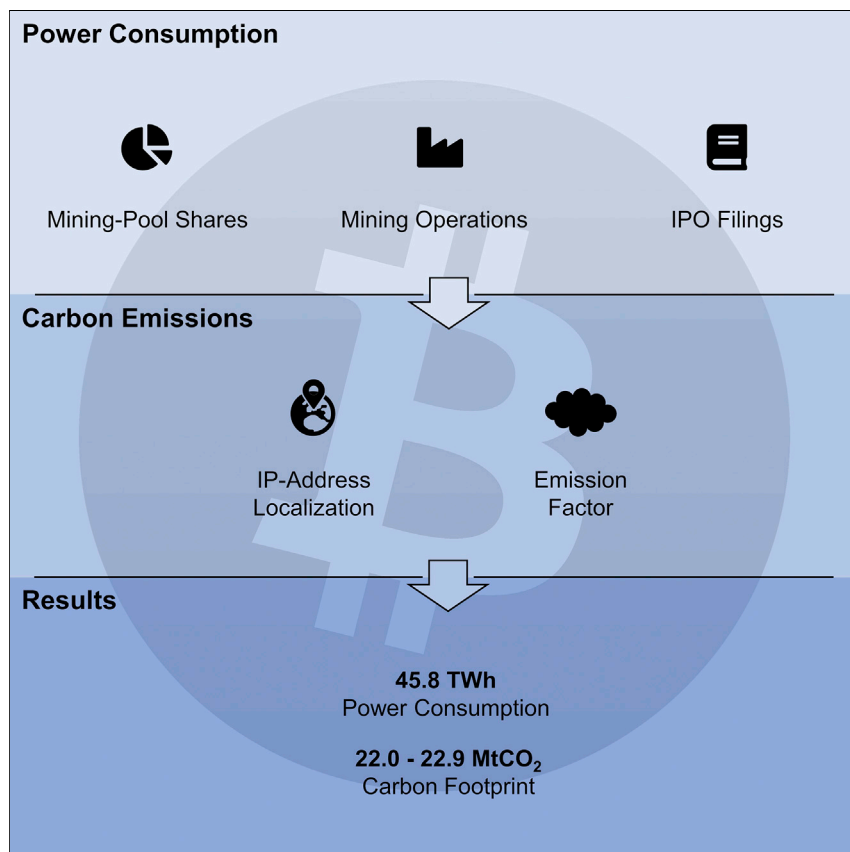 Power Consumption
Mining-Pool Shares
Mining Operations
IPO Filings
Carbon Emissions
IP-Address
Localization
Emission
Factor
Results
45.8 TWh
Power Consumption
22.0 - 22.9 MtCO₂
Carbon Footprint